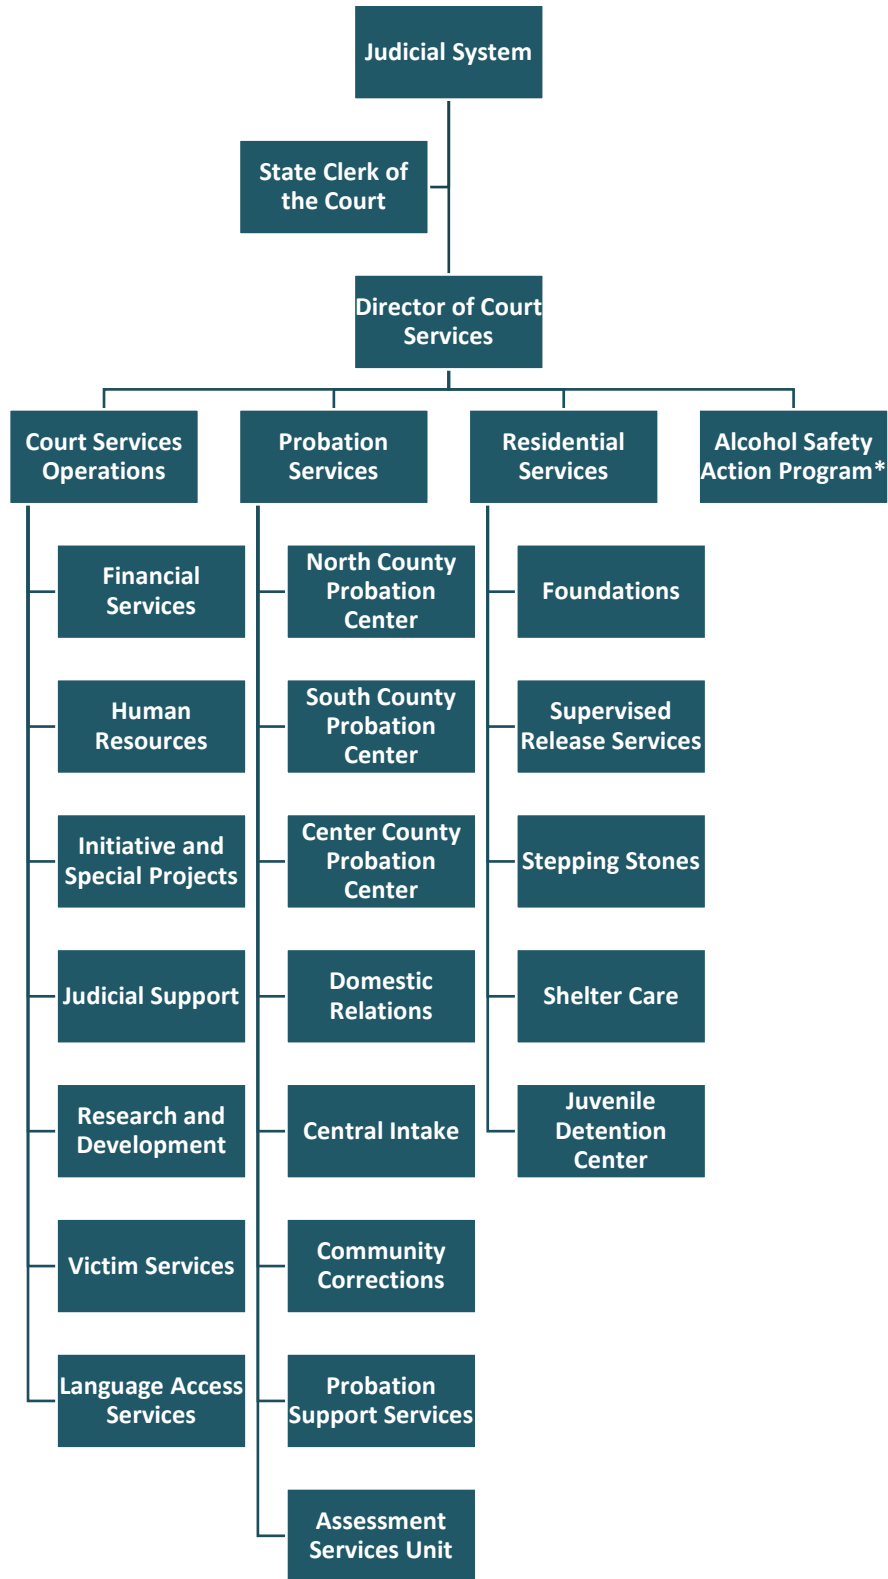 Judicial System
State Clerk of
the Court
Director of Court
Services
Court Services
Operations
Probation
Services
Residential
Services
Alcohol Safety
Action Program*
Financial
Services
Human
Resources
Initiative and
Special Projects
Judicial Support
Research and
Development
Victim Services
Language Access
Services
North County
Probation
Center
South County
Probation
Center
Center County
Probation
Center
Domestic
Relations
Central Intake
Community
Corrections
Probation
Support Services
Assessment
Services Unit
Foundations
Supervised
Release Services
Stepping Stones
Shelter Care
Juvenile
Detention
Center